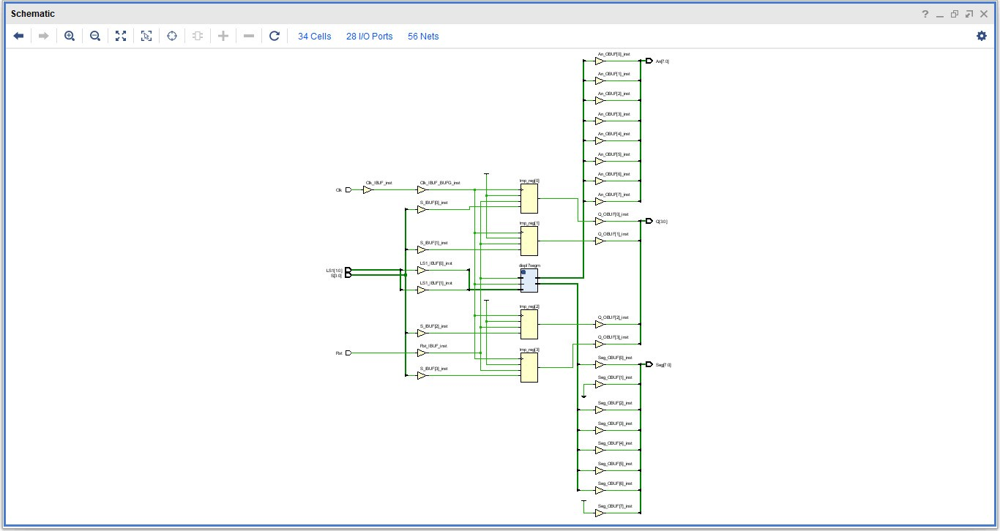 Schematic
34 Cells
28 I/O Ports
56 Nets
An_OBUF[0]_inst
An[7:0]
An_OBUF[1]_inst
An_OBUF[2]_inst
An_OBUF[3]_inst
An_OBUF[4]_inst
An_OBUF[5]_inst
An_OBUF[6]_inst
An_OBUF[7]_inst
Clk
Clk_IBUF_inst
Clk_IBUF_BUFG_inst
tmp_reg[0]
S_IBUF[0]_inst
Q_OBUF[0]_inst
Q[3:0]
tmp_reg[1]
Q_OBUF[1]_inst
S_IBUF[1]_inst
LS1_IBUF[0]_inst
displ7segm
LS1[1:0]
S[3:0]
LS1_IBUF[1]_inst
tmp_reg[2]
Q_OBUF[2]_inst
S_IBUF[2]_inst
Q_OBUF[3]_inst
Rst
Rst_IBUF_inst
tmp_reg[3]
Seg_OBUF[0]_inst
Seg[7:0]
S_IBUF[3]_inst
Seg_OBUF[1]_inst
Seg_OBUF[2]_inst
Seg_OBUF[3]_inst
Seg_OBUF[4]_inst
Seg_OBUF[5]_inst
Seg_OBUF[6]_inst
Seg_OBUF[7]_inst